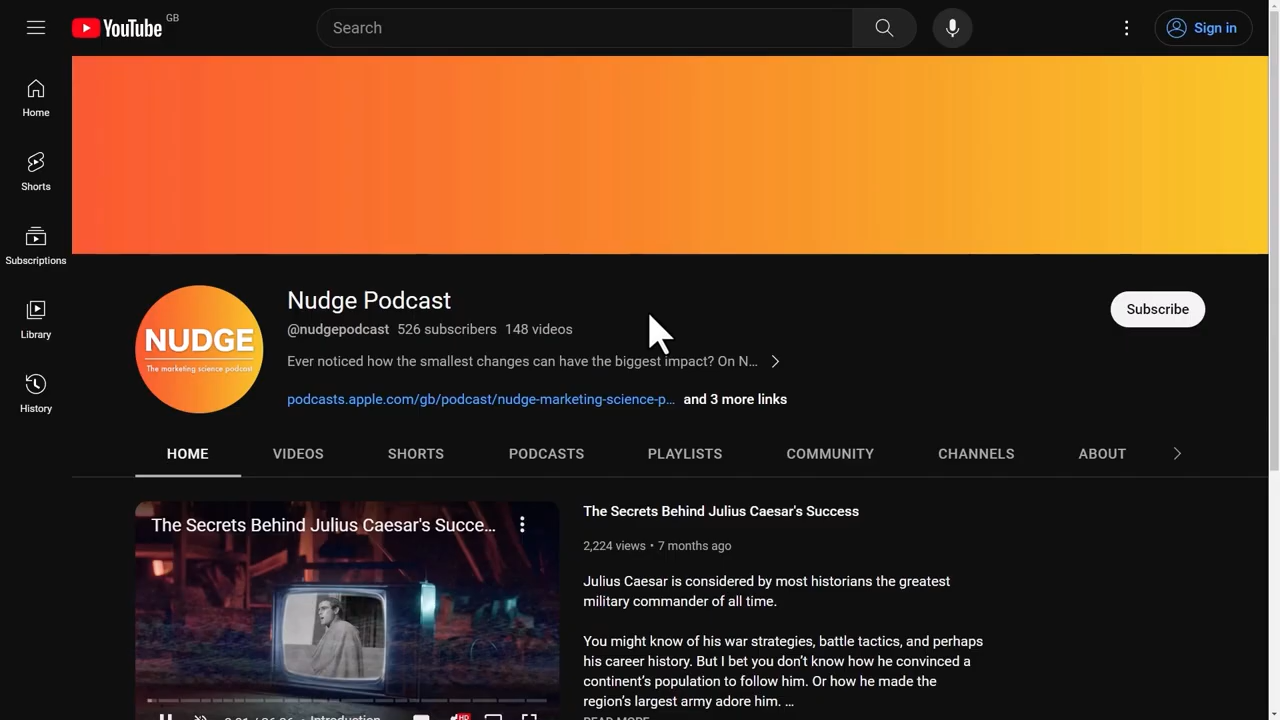 YouTube GB
Search
Sign in
Home
Shorts
Subscriptions
Library
History
NUDGE
The marketing science podcast
Nudge Podcast
@nudgepodcast 526 subscribers 148 videos
Ever noticed how the smallest changes can have the biggest impact? On N...
podcasts.apple.com/gb/podcast/nudge-marketing-science-p... and 3 more links
Subscribe
HOME VIDEOS SHORTS PODCASTS PLAYLISTS COMMUNITY CHANNELS ABOUT
The Secrets Behind Julius Caesar's Succe...
The Secrets Behind Julius Caesar's Success
2,224 views • 7 months ago
Julius Caesar is considered by most historians the greatest
military commander of all time.
You might know of his war strategies, battle tactics, and perhaps
his career history. But I bet you don't know how he convinced a
continent's population to follow him. Or how he made the
region's largest army adore him. ...
READ MORE
Introduction
HD